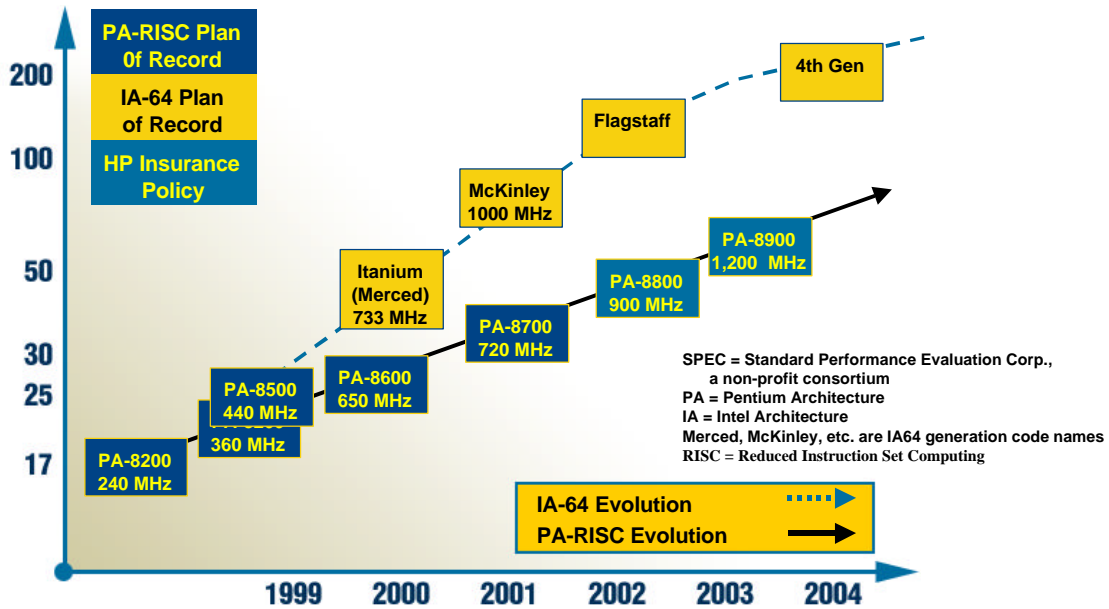 PA-RISC Plan
0f Record
IA-64 Plan
of Record
HP Insurance
Policy
200
100
50
30
25
17
4th Gen
Flagstaff
McKinley
1000 MHz
Itanium
(Merced)
733 MHz
PA-8900
1,200 MHz
PA-8800
900 MHz
PA-8700
720 MHz
PA-8600
650 MHz
PA-8500
440 MHz
360 MHz
PA-8200
240 MHz
SPEC = Standard Performance Evaluation Corp.,
a non-profit consortium
PA = Pentium Architecture
IA = Intel Architecture
Merced, McKinley, etc. are IA64 generation code names
RISC = Reduced Instruction Set Computing
IA-64 Evolution
PA-RISC Evolution
1999
2000
2001
2002
2003
2004